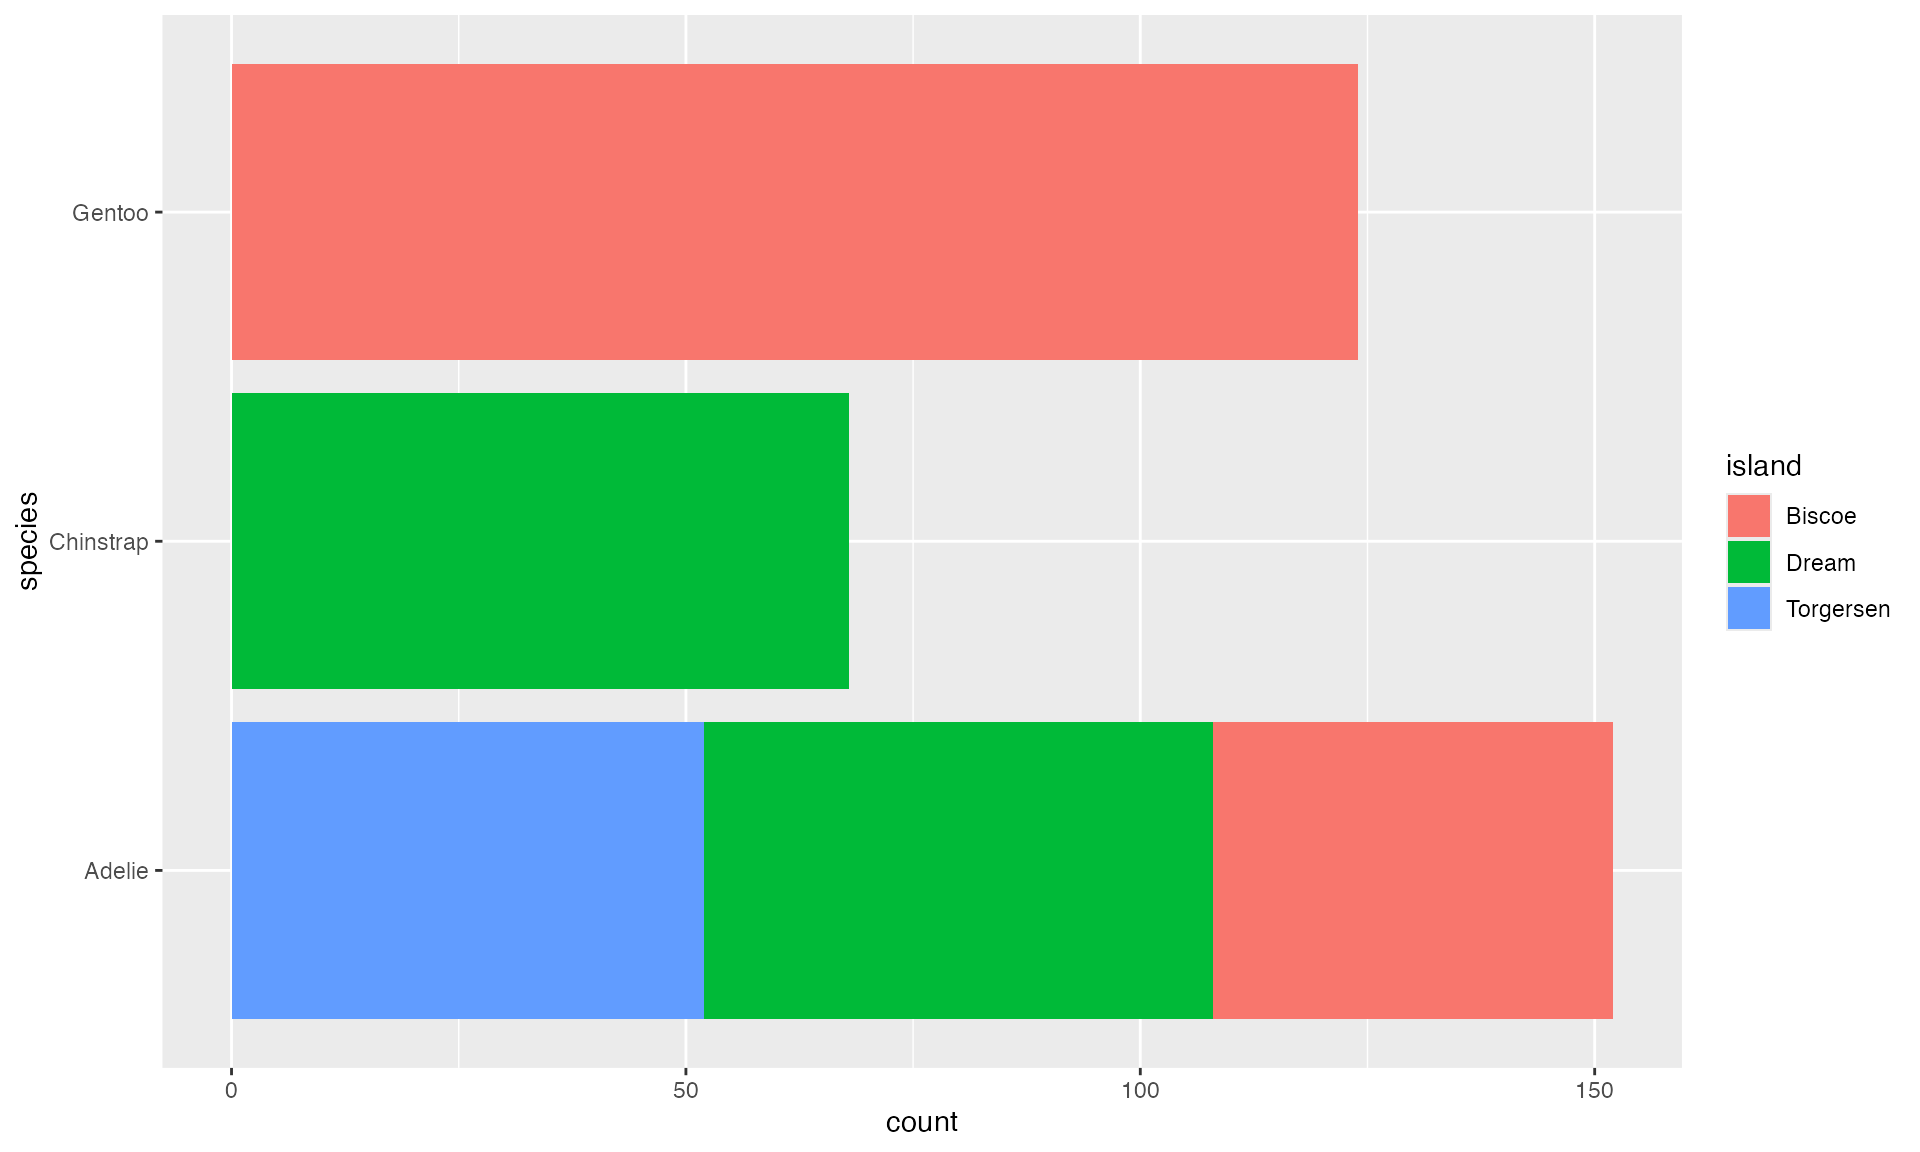 species
Gentoo
Chinstrap
Adelie
0
50
100
150
count
island
Biscoe
Dream
Torgersen